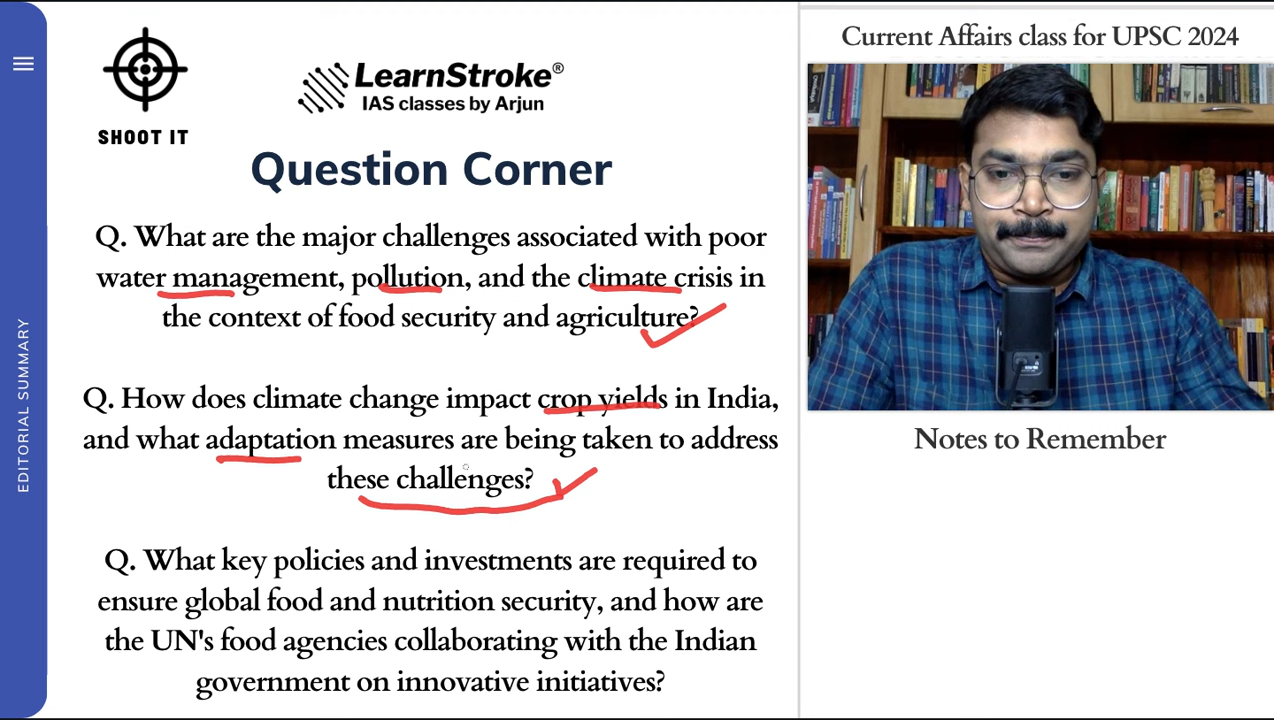 SHOOT IT
LearnStroke®
IAS classes by Arjun
Question Corner
Q. What are the major challenges associated with poor
water management, pollution, and the climate crisis in
the context of food security and agriculture?
Q. How does climate change impact crop yields in India,
and what adaptation measures are being taken to address
these challenges?
Q. What key policies and investments are required to
ensure global food and nutrition security, and how are
the UN's food agencies collaborating with the Indian
government on innovative initiatives?
EDITORIAL SUMMARY
Current Affairs class for UPSC 2024
Notes to Remember